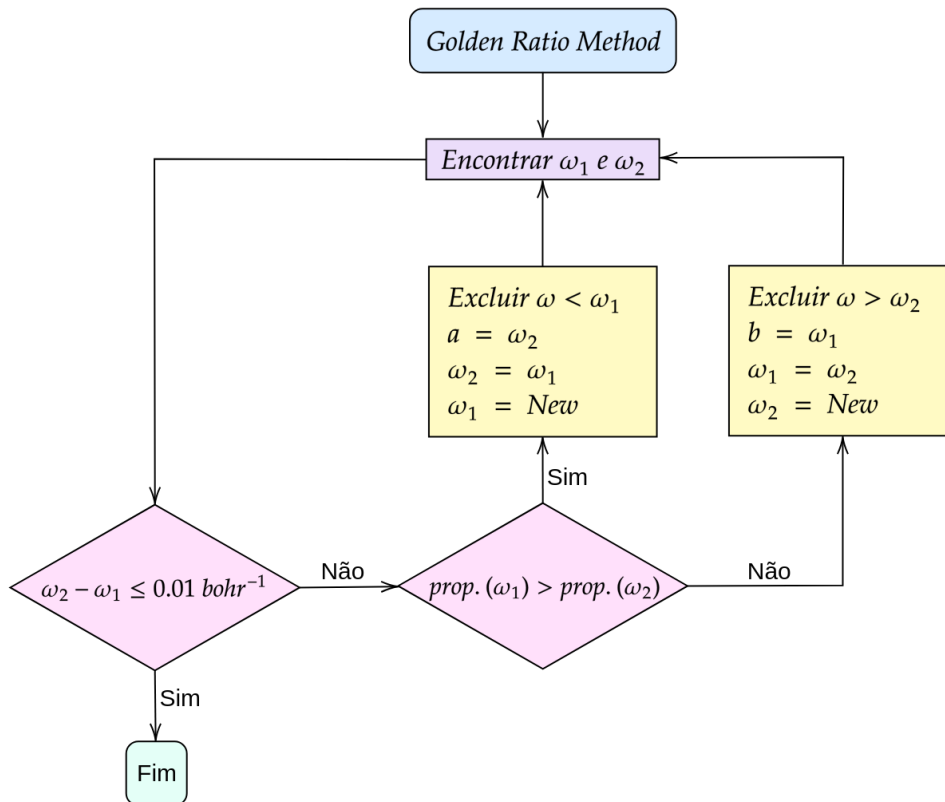 Golden Ratio Method
Encontrar ω₁ e ω₂
Excluir ω < ω₁
a = ω₂
ω₂ = ω₁
ω₁ = New
Excluir ω > ω₂
b = ω₁
ω₁ = ω₂
ω₂ = New
Sim
ω₂ − ω₁ ≤ 0.01 bohr⁻¹
Não
prop. (ω₁) > prop. (ω₂)
Não
Sim
Fim